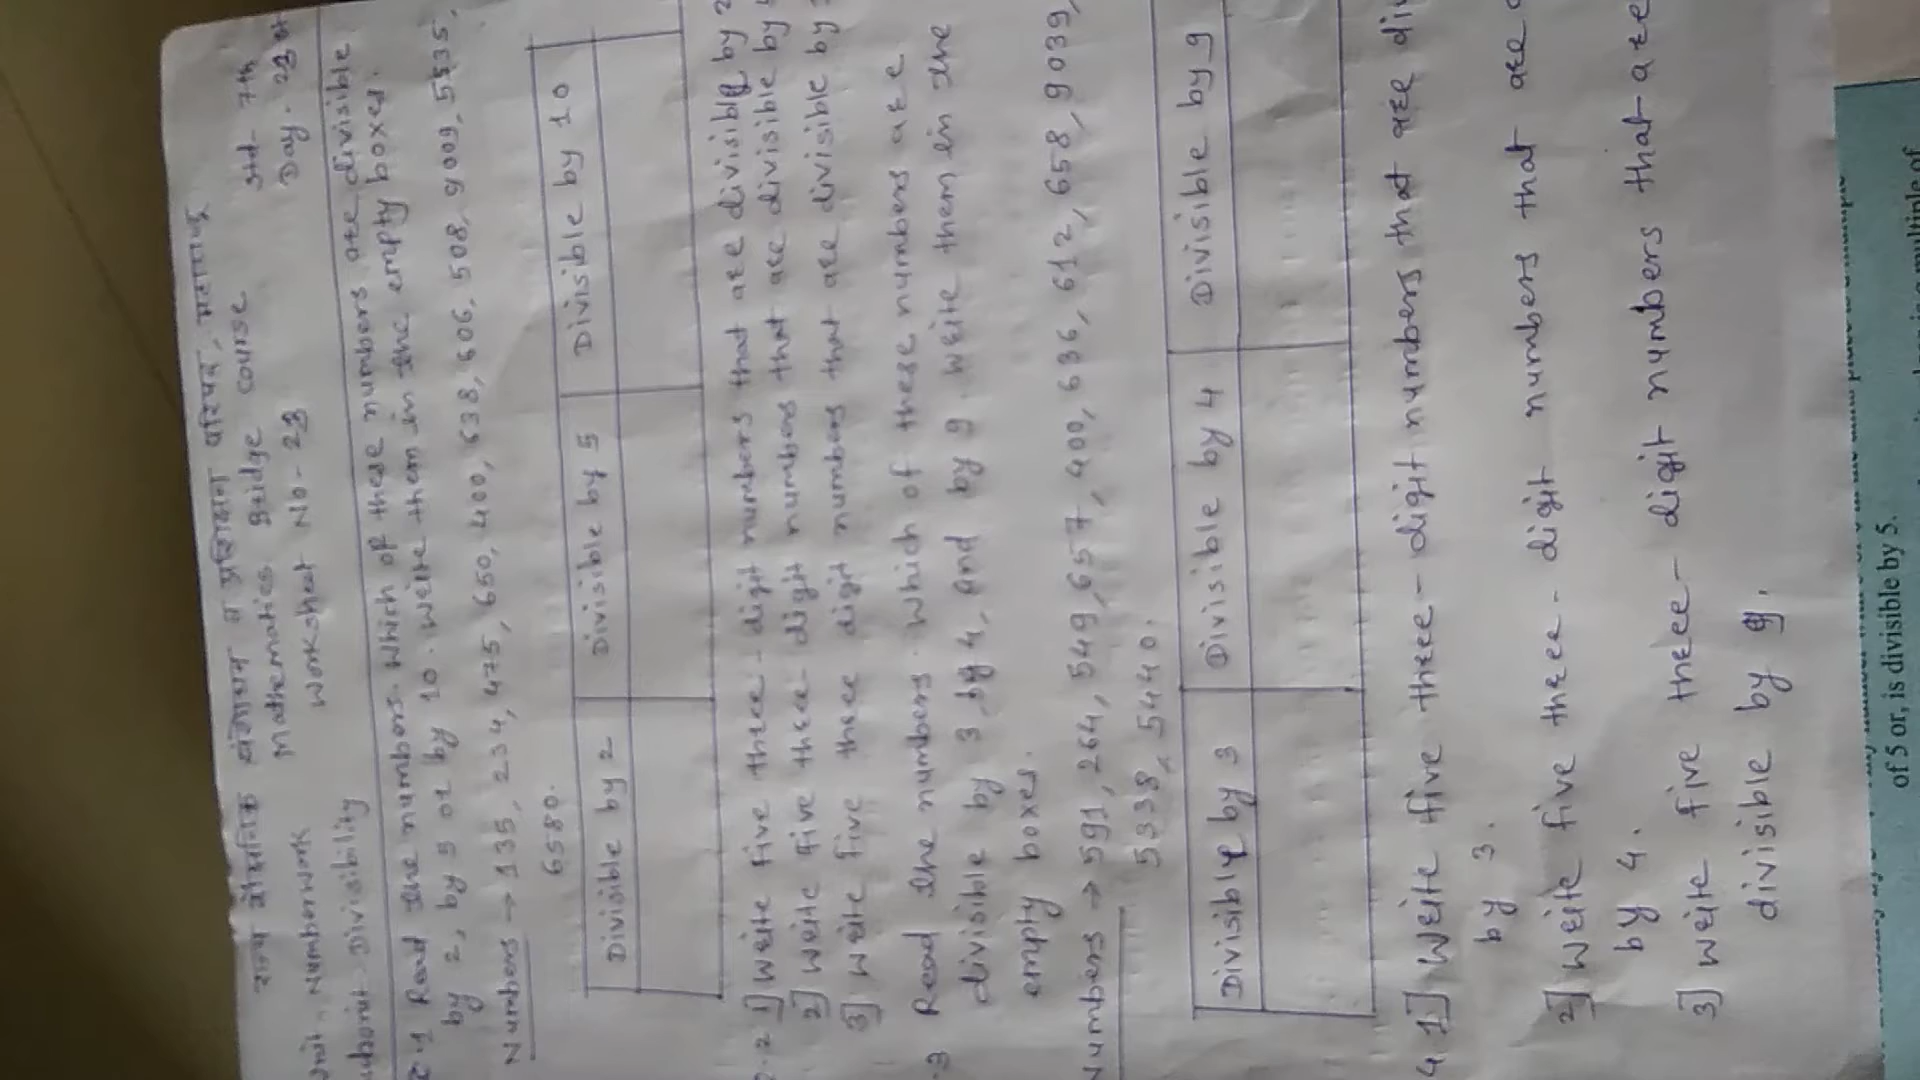 राज्य शैक्षणिक संशोधन व प्रशिक्षण परिषद, महाराष्ट्र
Mathematics Bridge course Std- 7th
Unit - Numberwork Worksheet No- 23 Day - 23
Divisibility
Read the numbers. Which of these numbers are divisible
by 2, by 5 or by 10. Write them in the empty boxes.
Numbers → 135, 234, 475, 650, 400, 638, 606, 508, 9009, 5535,
6580.
Divisible by 2 Divisible by 5 Divisible by 10
2 1] Write five three-digit numbers that are divisible by 2
2] Write five three-digit numbers that are divisible by
3] Write five three digit numbers that are divisible by
3 Read the numbers. Which of these numbers are
divisible by 3, by 4, and by 9. Write them in the
empty boxes.
Numbers → 591, 264, 549, 657, 400, 636, 612, 658, 9039,
5338, 5440.
Divisibly by 3 Divisible by 4 Divisible by 9
4 1] Write five three-digit numbers that are
by 3.
2] Write five three-digit numbers that are
by 4.
3] Write five three-digit numbers that are
divisible by 9.
of 5 or, is divisible by 5.